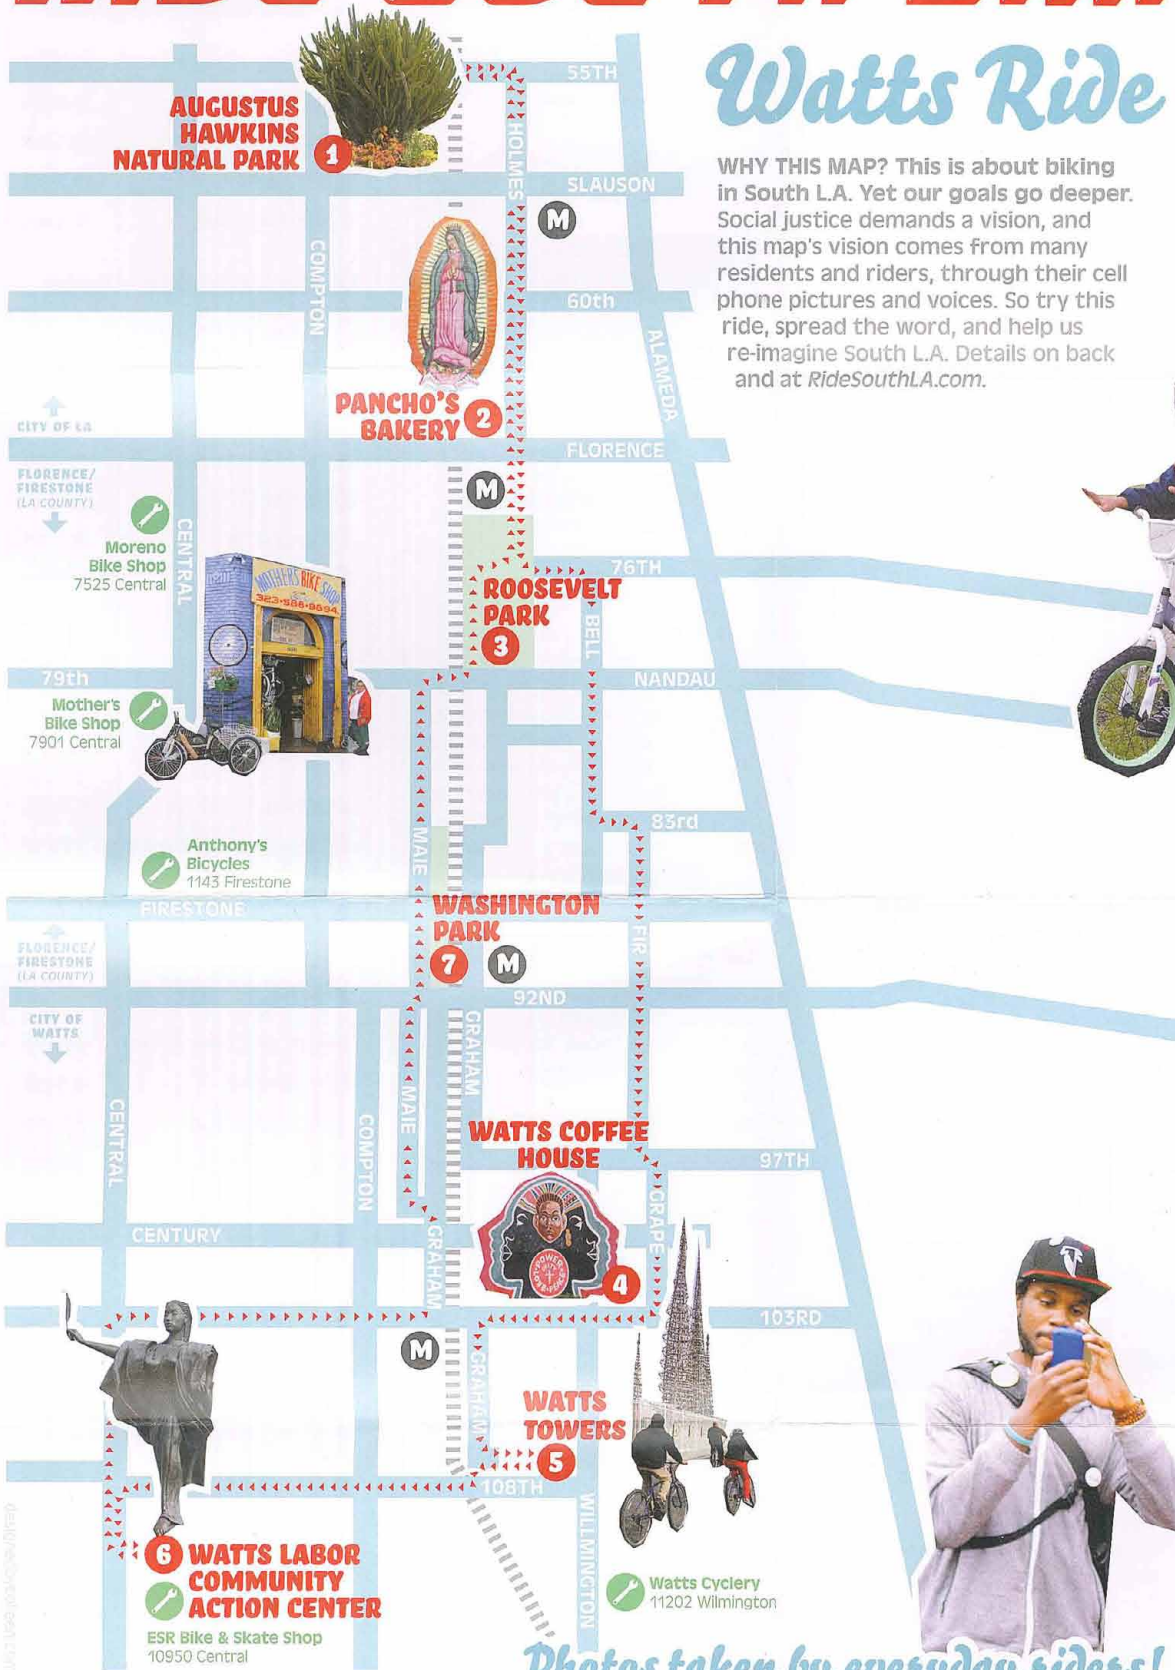 Watts Ride
WHY THIS MAP? This is about biking
in South L.A. Yet our goals go deeper.
Social justice demands a vision, and
this map's vision comes from many
residents and riders, through their cell
phone pictures and voices. So try this
ride, spread the word, and help us
re-imagine South L.A. Details on back
and at RideSouthLA.com.
55TH
AUGUSTUS
HAWKINS
NATURAL PARK 1
HOLMES
SLAUSON
M
COMPTON
60th
ALAMEDA
PANCHO'S
BAKERY 2
CITY OF LA
FLORENCE
FLORENCE/
FIRESTONE
(LA COUNTY)
M
Moreno
Bike Shop
7525 Central
CENTRAL
MOTHERS BIKE SHOP
323-588-9694
76TH
ROOSEVELT
PARK
3
BELL
79th
NANDAU
Mother's
Bike Shop
7901 Central
83rd
MAIE
Anthony's
Bicycles
1143 Firestone
FIRESTONE
WASHINGTON
PARK
7 M
FIR
FLORENCE/
FIRESTONE
(LA COUNTY)
92ND
CITY OF
WATTS
GRAHAM
MAIE
CENTRAL
COMPTON
WATTS COFFEE
HOUSE
97TH
GRAPE
CENTURY
GRAHAM
POWER
4
103RD
M
GRAHAM
WATTS
TOWERS
5
108TH
WILLMINGTON
6 WATTS LABOR
COMMUNITY
ACTION CENTER
ESR Bike & Skate Shop
10950 Central
Watts Cyclery
11202 Wilmington
Photos taken by everyday riders!